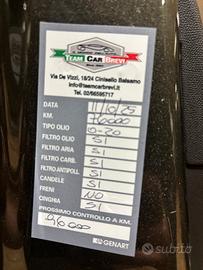 TEAM CAR BREVI
Via De Vizzi, 18/24 Cinisello Balsamo
info@teamcarbrevi.it
Tel. 02/66595717
DATA 11/10/25
KM. 76000
TIPO OLIO 0-20
FILTRO OLIO SI
FILTRO ARIA SI
FILTRO CARB. SI
FILTRO ANTIPOLL. SI
CANDELE SI
FRENI NO
CINGHIA SI
PROSSIMO CONTROLLO A KM.
96000
GENART
subito